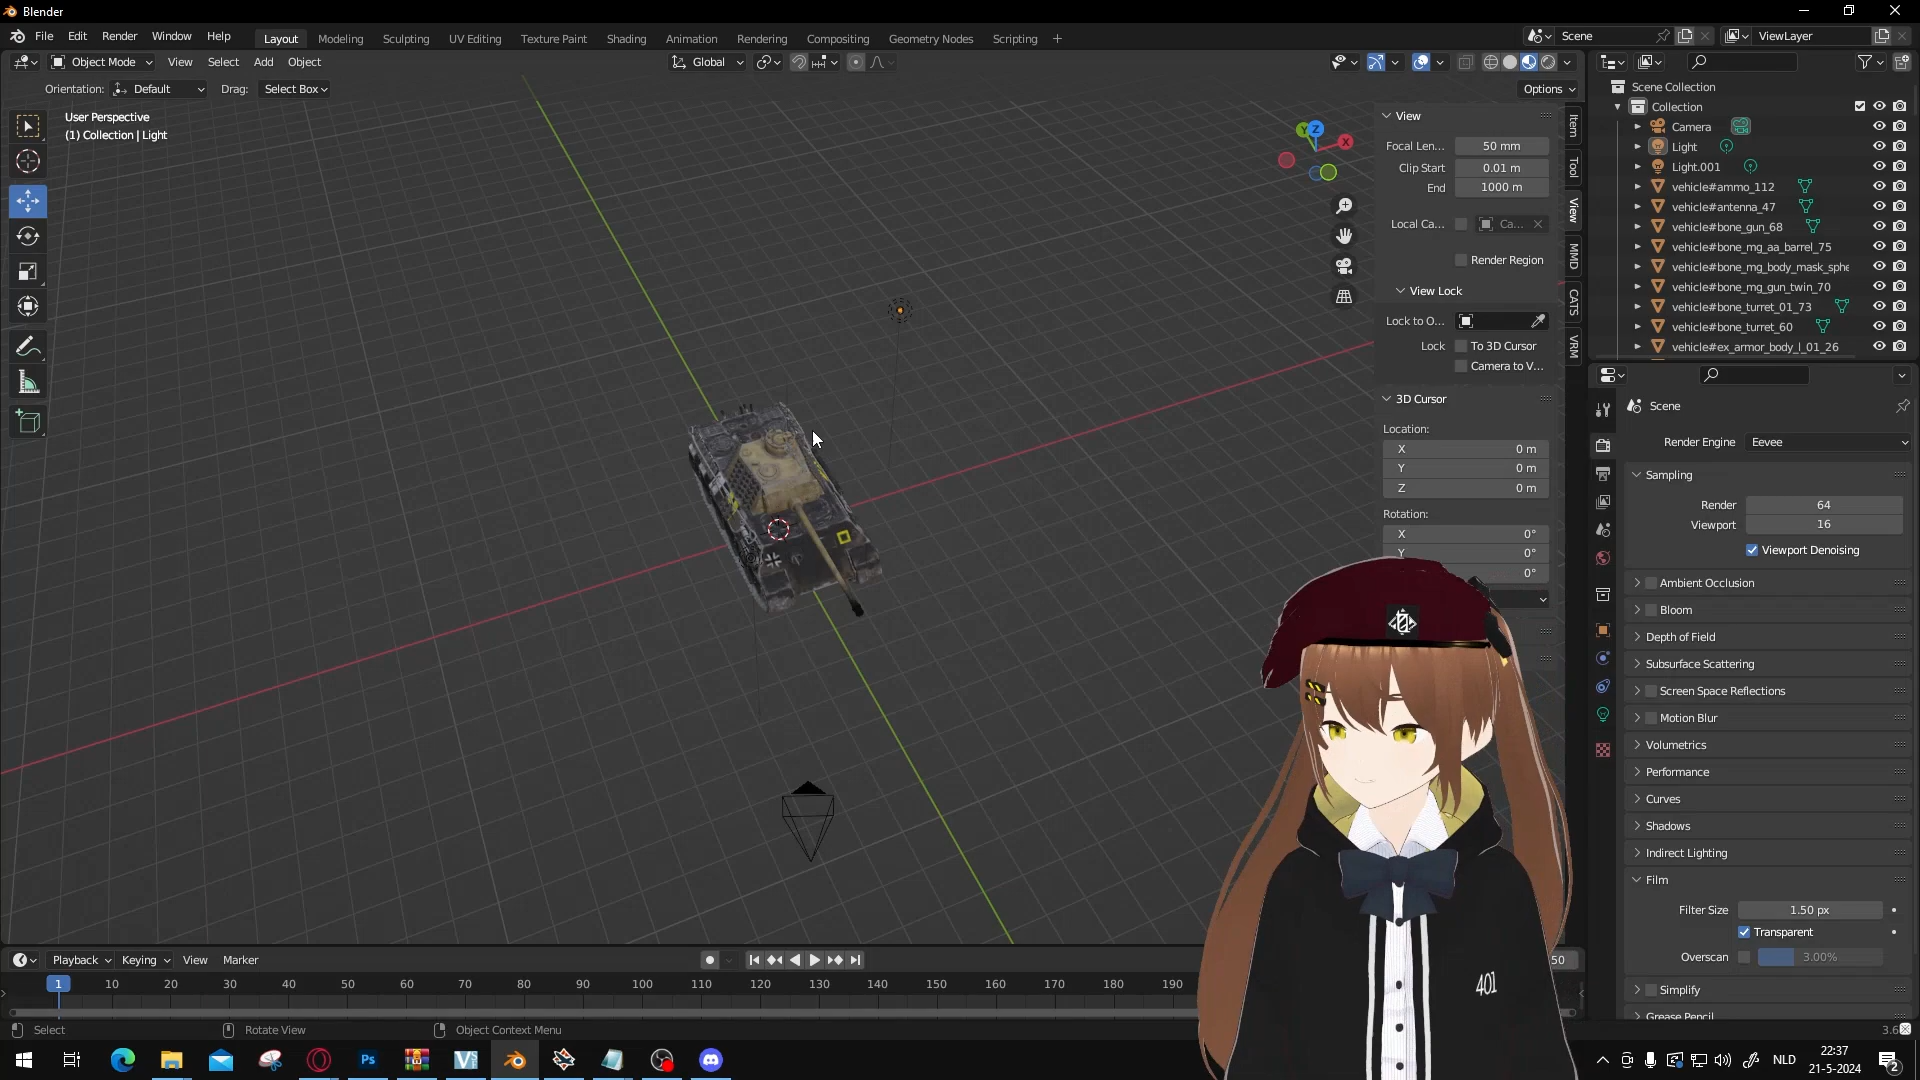 Blender
File Edit Render Window Help
Layout Modeling Sculpting UV Editing Texture Paint Shading Animation Rendering Compositing Geometry Nodes Scripting +
Scene
ViewLayer
Object Mode View Select Add Object
Global
Orientation: Default Drag: Select Box
Options
User Perspective
(1) Collection | Light
Y Z X
View
Focal Len... 50 mm
Clip Start 0.01 m
End 1000 m
Local Ca... Ca...
Render Region
View Lock
Lock to O...
Lock To 3D Cursor
Camera to V...
3D Cursor
Location:
X 0 m
Y 0 m
Z 0 m
Rotation:
X 0°
Y 0°
0°
Item
Tool
View
MMD
CATS
VRM
Scene Collection
Collection
Camera
Light
Light.001
vehicle#ammo_112
vehicle#antenna_47
vehicle#bone_gun_68
vehicle#bone_mg_aa_barrel_75
vehicle#bone_mg_body_mask_sphe
vehicle#bone_mg_gun_twin_70
vehicle#bone_turret_01_73
vehicle#bone_turret_60
vehicle#ex_armor_body_l_01_26
Scene
Render Engine Eevee
Sampling
Render 64
Viewport 16
Viewport Denoising
Ambient Occlusion
Bloom
Depth of Field
Subsurface Scattering
Screen Space Reflections
Motion Blur
Volumetrics
Performance
Curves
Shadows
Indirect Lighting
Film
Filter Size 1.50 px
Transparent
Overscan 3.00%
Simplify
Grease Pencil
401
Playback Keying View Marker
50
1 10 20 30 40 50 60 70 80 90 100 110 120 130 140 150 160 170 180 190
Select Rotate View Object Context Menu
3.6
Ps
NLD
22:37
21-5-2024
2